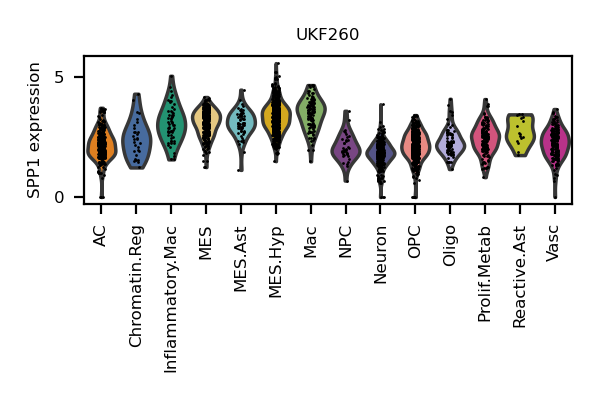 UKF260
SPP1 expression
5
0
AC
Chromatin.Reg
Inflammatory.Mac
MES
MES.Ast
MES.Hyp
Mac
NPC
Neuron
OPC
Oligo
Prolif.Metab
Reactive.Ast
Vasc